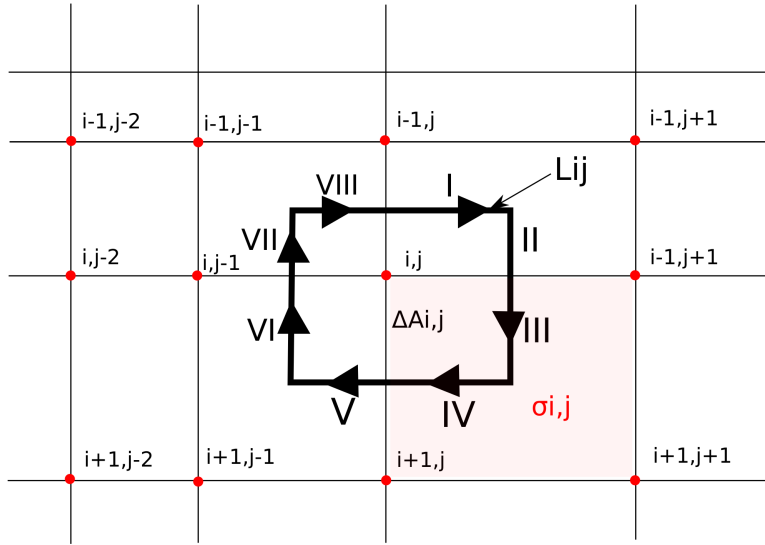 i-1,j-2
i-1,j-1
i-1,j
i-1,j+1
VIII
I
Lij
VII
II
i,j-2
i,j-1
i,j
i-1,j+1
ΔAi,j
VI
III
V
IV
σi,j
i+1,j-2
i+1,j-1
i+1,j
i+1,j+1